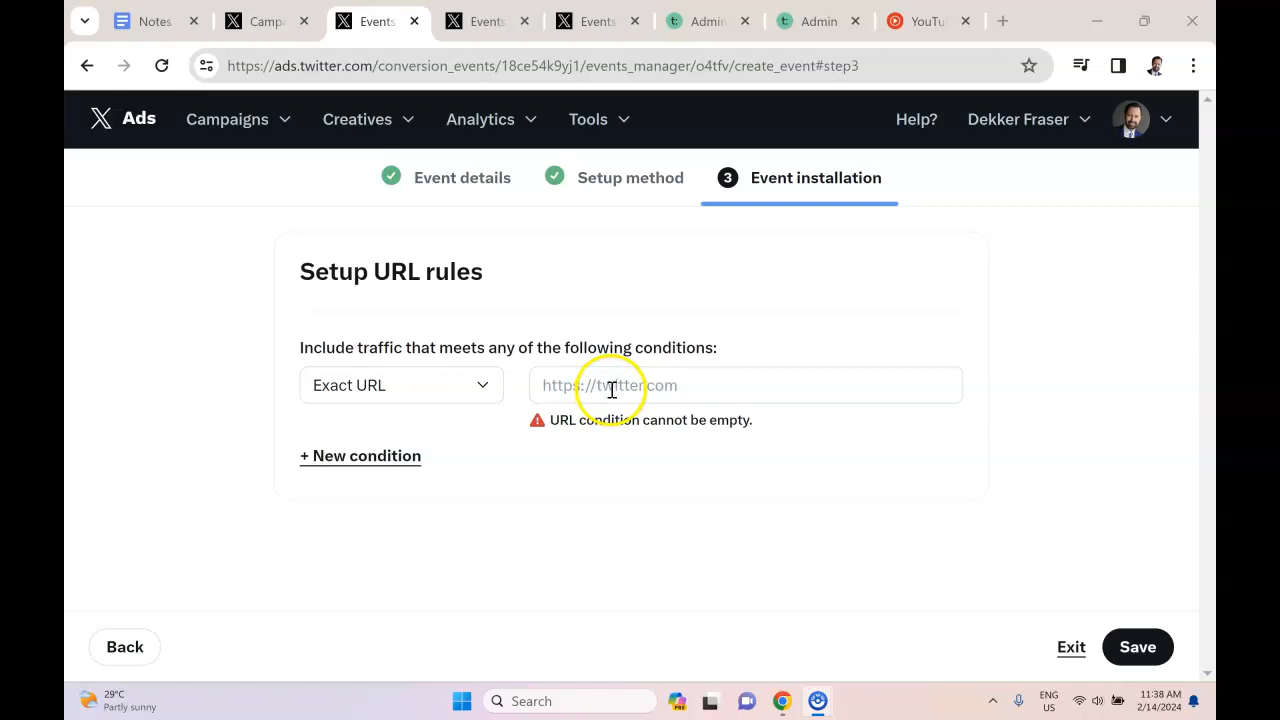 Notes
Campa
Events
Events
Events
Admin
Admin
YouTu
https://ads.twitter.com/conversion_events/18ce54k9yj1/events_manager/o4tfv/create_event#step3
X Ads
Campaigns
Creatives
Analytics
Tools
Help?
Dekker Fraser
Event details
Setup method
3 Event installation
Setup URL rules
Include traffic that meets any of the following conditions:
Exact URL
https://twitter.com
URL condition cannot be empty.
+ New condition
Back
Exit
Save
29°C
Partly sunny
Search
PRE
ENG
US
11:38 AM
2/14/2024